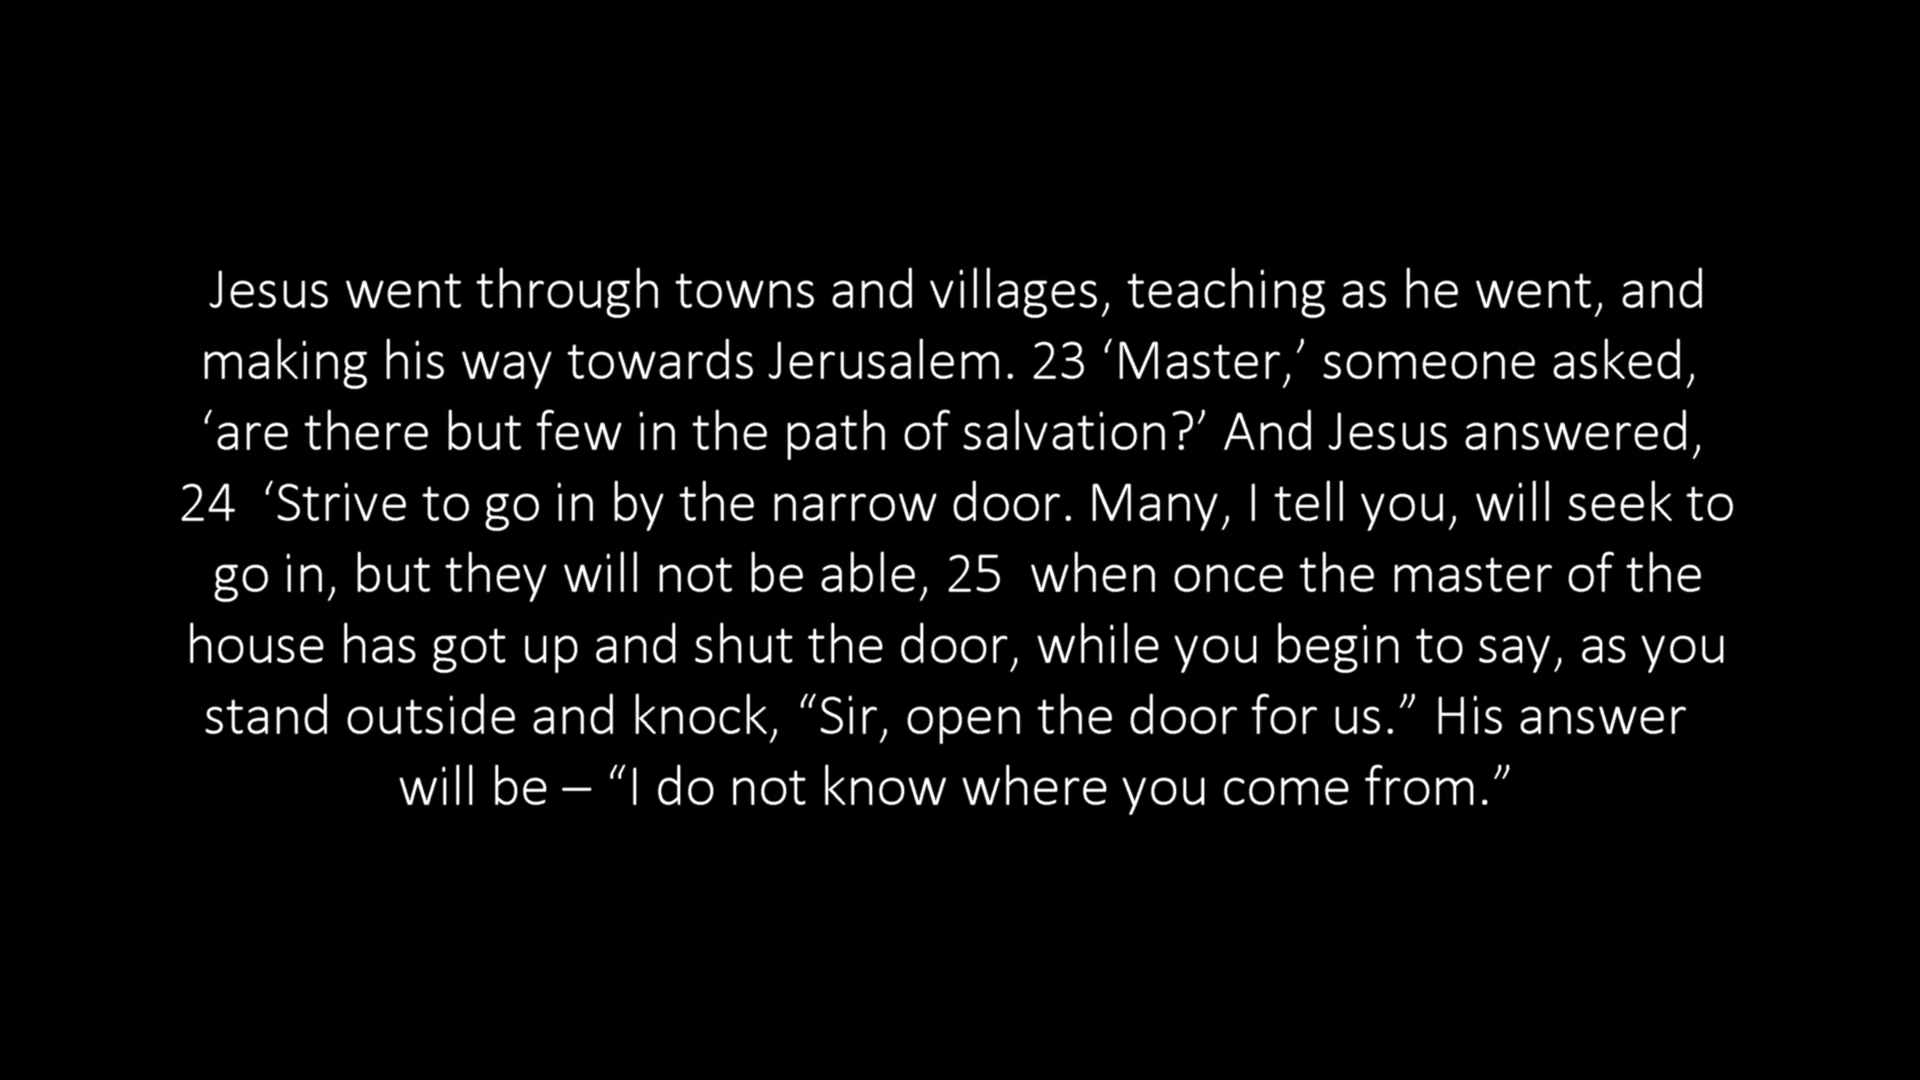 Jesus went through towns and villages, teaching as he went, and
making his way towards Jerusalem. 23 ‘Master,’ someone asked,
‘are there but few in the path of salvation?’ And Jesus answered,
24  ‘Strive to go in by the narrow door. Many, I tell you, will seek to
go in, but they will not be able, 25  when once the master of the
house has got up and shut the door, while you begin to say, as you
stand outside and knock, “Sir, open the door for us.” His answer
will be – “I do not know where you come from.”